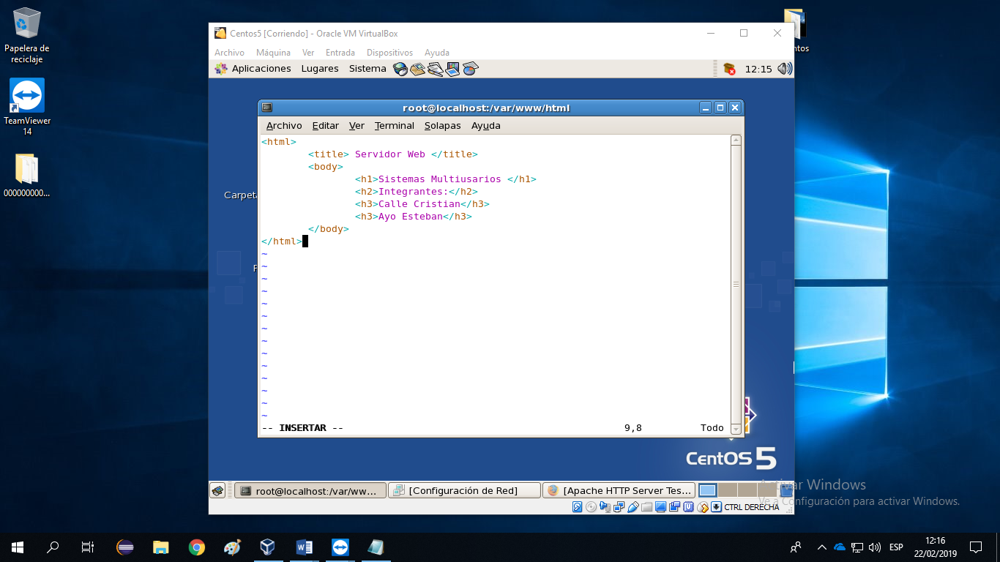 Papelera de
reciclaje
TeamViewer
14
000000000...
Centos5 [Corriendo] - Oracle VM VirtualBox
Archivo Máquina Ver Entrada Dispositivos Ayuda
Aplicaciones Lugares Sistema
12:15
ntos
root@localhost:/var/www/html
Archivo Editar Ver Terminal Solapas Ayuda
<html>
<title> Servidor Web </title>
<body>
<h1>Sistemas Multiusarios </h1>
<h2>Integrantes:</h2>
<h3>Calle Cristian</h3>
<h3>Ayo Esteban</h3>
</body>
</html>
~
~
~
~
~
~
~
~
~
~
~
~
~
~
-- INSERTAR -- 9,8 Todo
Carpeta
CentOS 5
root@localhost:/var/ww... [Configuración de Red] [Apache HTTP Server Tes...
CTRL DERECHA
Activar Windows
Ve a Configuración para activar Windows.
ESP
12:16
22/02/2019